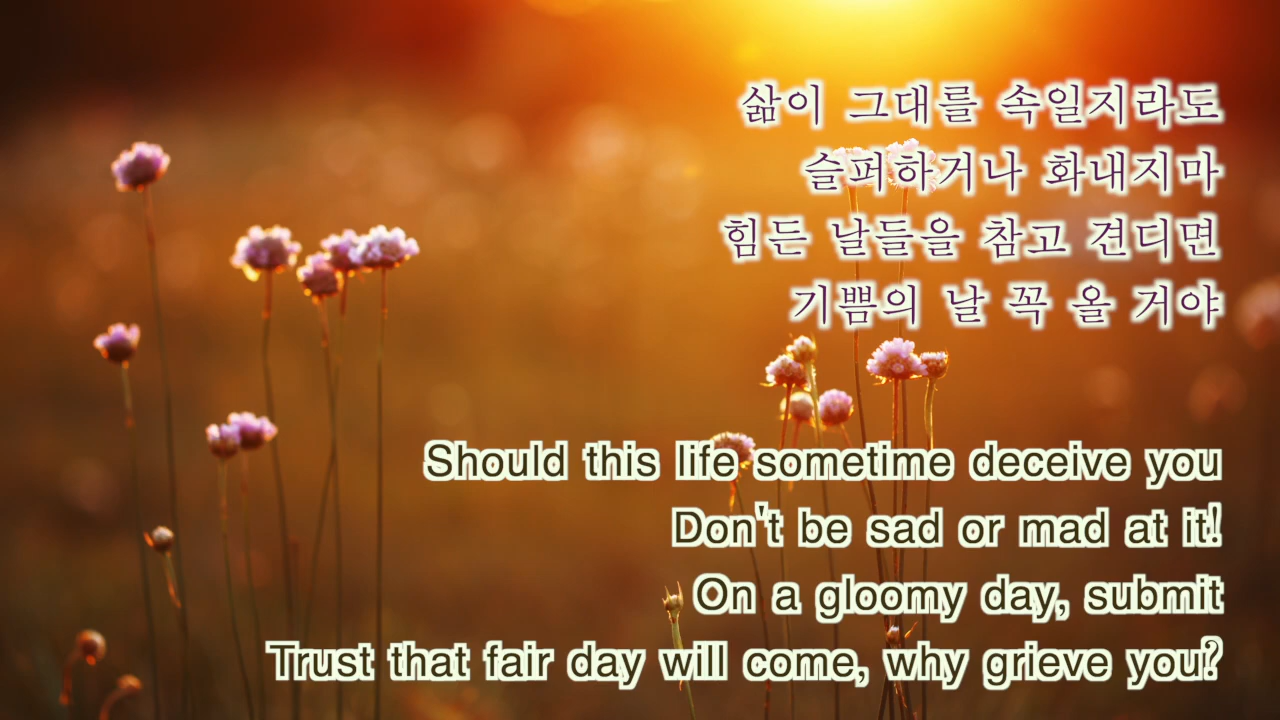 삶이 그대를 속일지라도
슬퍼하거나 화내지마
힘든 날들을 참고 견디면
기쁨의 날 꼭 올 거야
Should this life sometime deceive you
Don't be sad or mad at it!
On a gloomy day, submit
Trust that fair day will come, why grieve you?